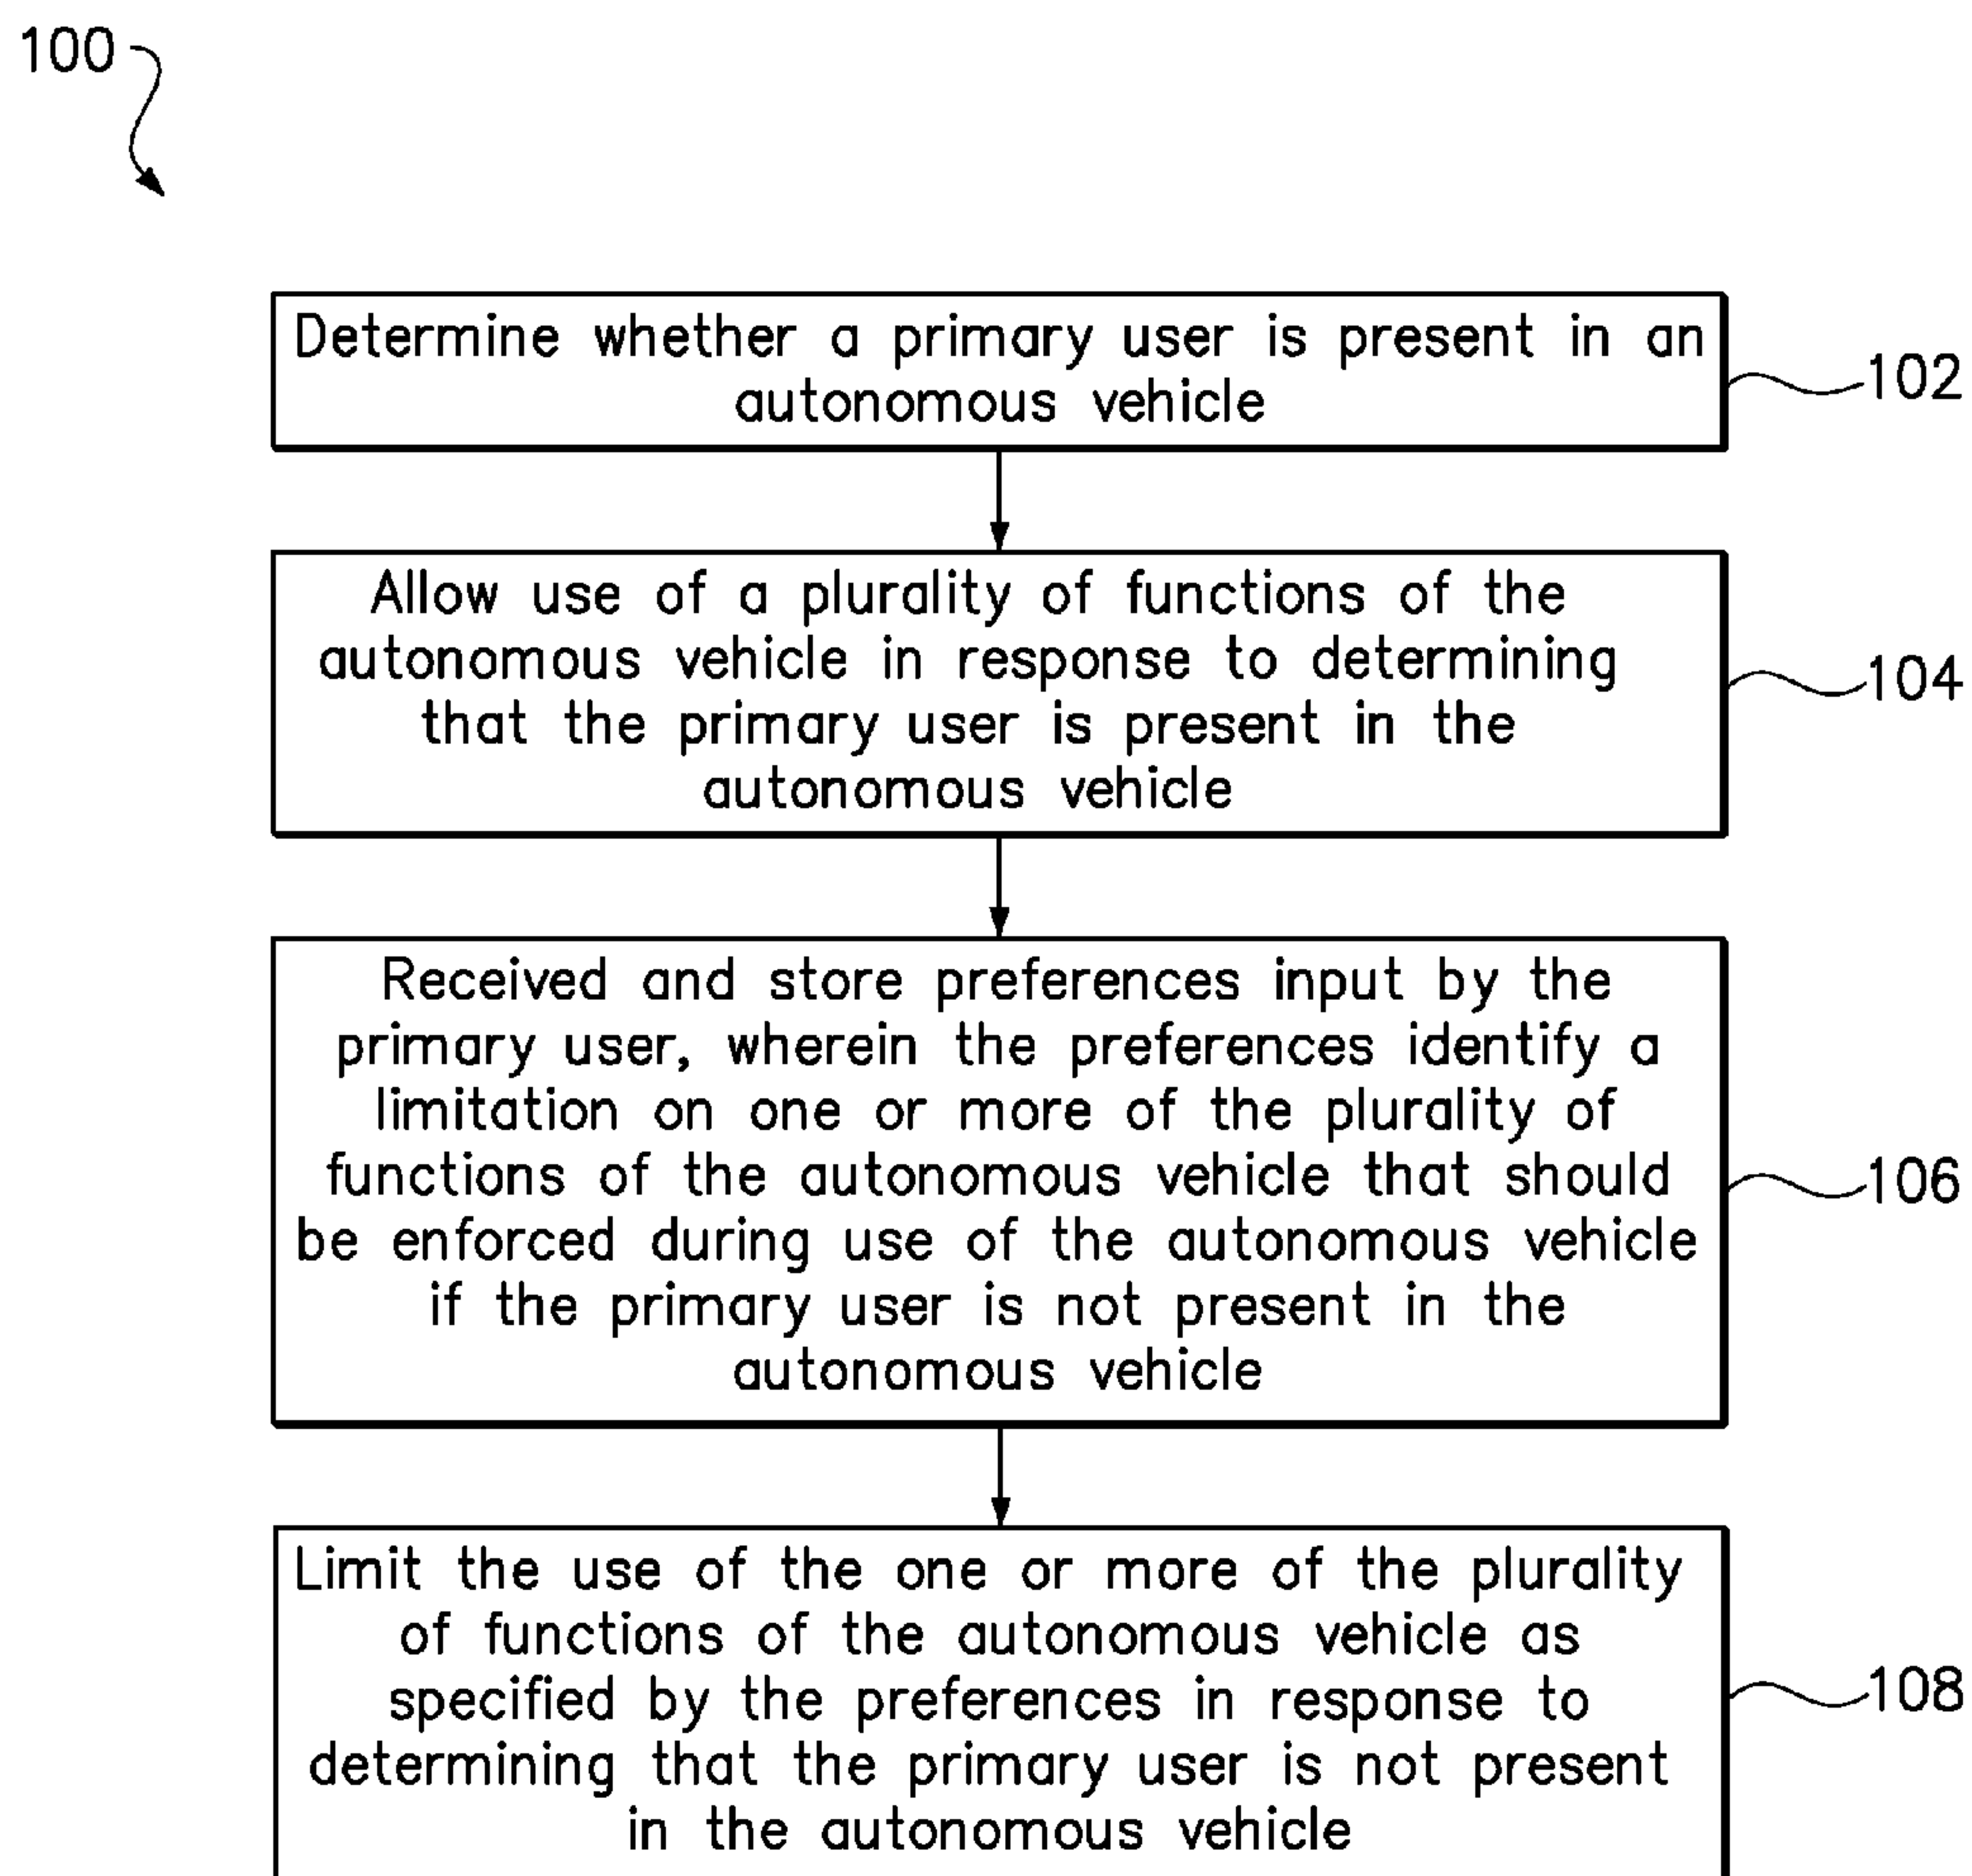 100
Determine whether a primary user is present in an
autonomous vehicle
102
Allow use of a plurality of functions of the
autonomous vehicle in response to determining
that the primary user is present in the
autonomous vehicle
104
Received and store preferences input by the
primary user, wherein the preferences identify a
limitation on one or more of the plurality of
functions of the autonomous vehicle that should
be enforced during use of the autonomous vehicle
if the primary user is not present in the
autonomous vehicle
106
Limit the use of the one or more of the plurality
of functions of the autonomous vehicle as
specified by the preferences in response to
determining that the primary user is not present
in the autonomous vehicle
108